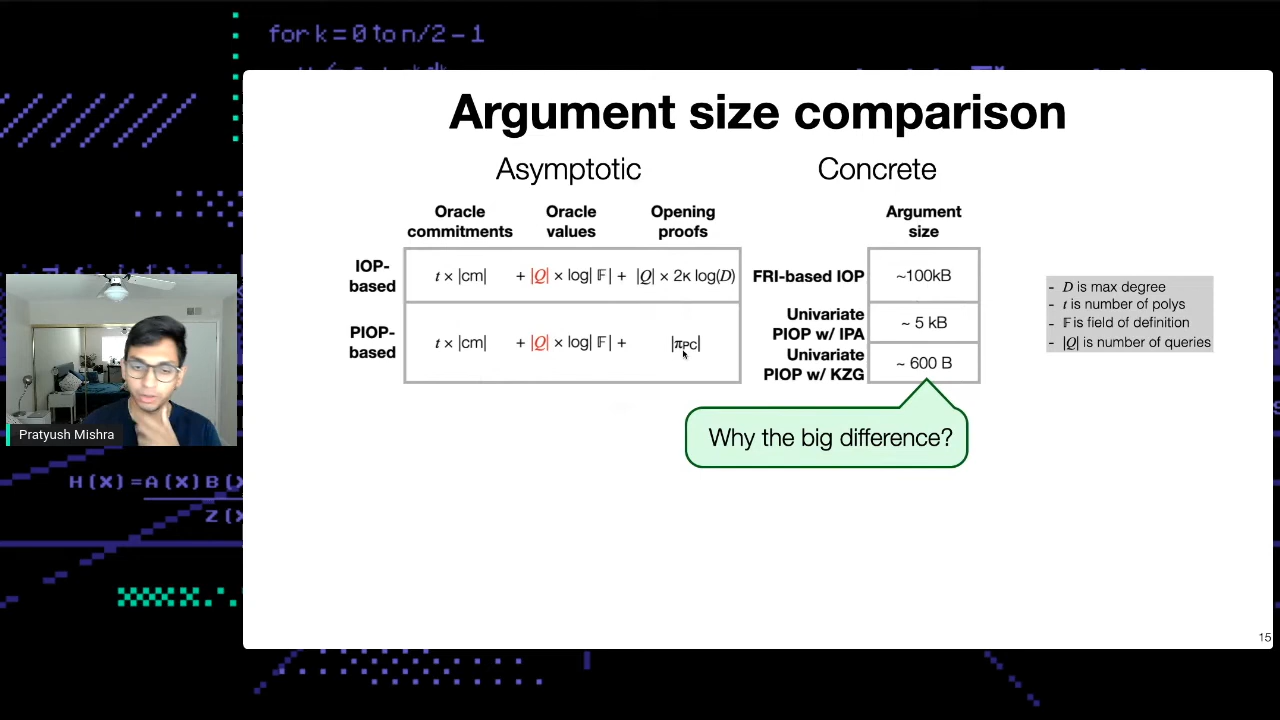 for k = 0 to n/2 - 1
Argument size comparison
Asymptotic
Concrete
Oracle commitments
Oracle values
Opening proofs
Argument size
IOP-based
t × |cm| + |Q| × log|𝔽| + |Q| × 2κ log(D)
PIOP-based
t × |cm| + |Q| × log|𝔽| + |πPC|
FRI-based IOP
~100kB
Univariate PIOP w/ IPA
~ 5 kB
Univariate PIOP w/ KZG
~ 600 B
- D is max degree
- t is number of polys
- 𝔽 is field of definition
- |Q| is number of queries
Why the big difference?
Pratyush Mishra
H(X) = A(X) B(X
Z(X
15